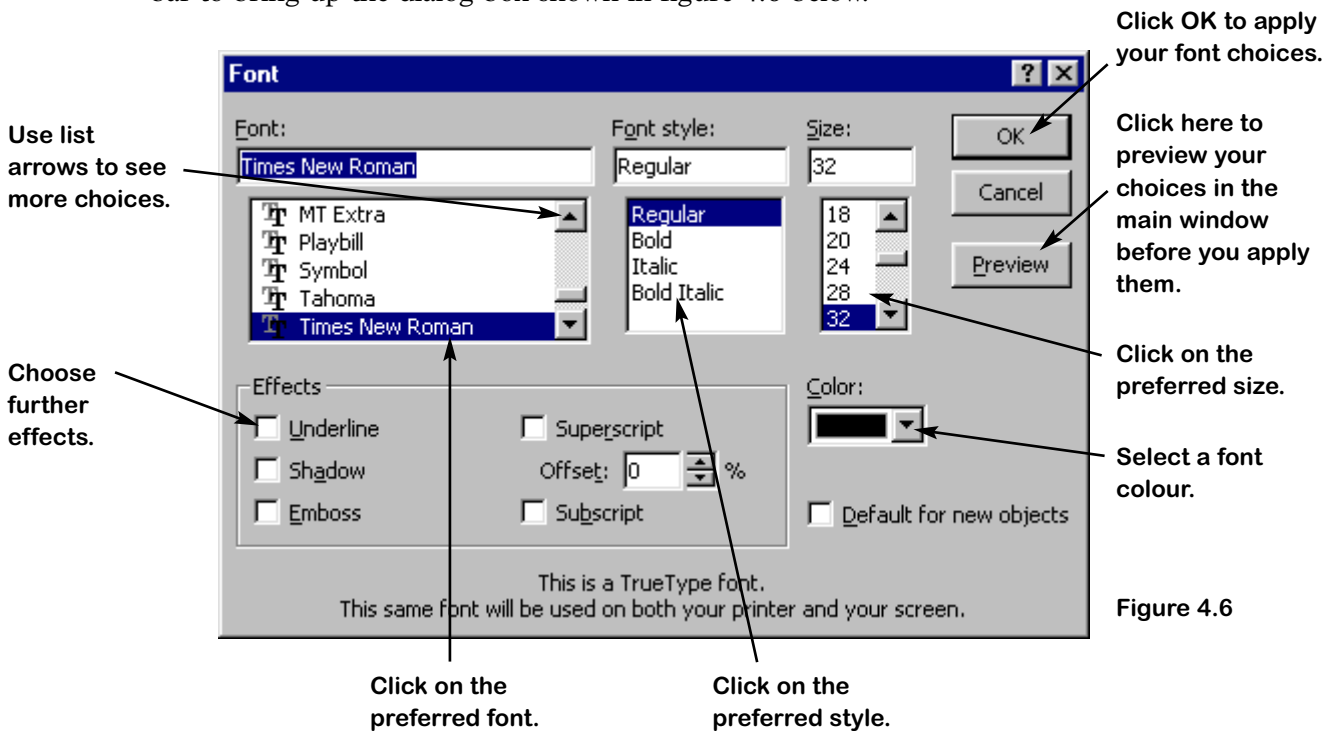 bar to bring up the dialog box shown in figure 4.6 below.
Click OK to apply
your font choices.
Font
Use list
arrows to see
more choices.
Font:
Font style:
Size:
OK
Times New Roman
Regular
32
Cancel
MT Extra
Playbill
Symbol
Tahoma
Times New Roman
Regular
Bold
Italic
Bold Italic
18
20
24
28
32
Preview
Click here to
preview your
choices in the
main window
before you apply
them.
Click on the
preferred size.
Choose
further
effects.
Effects
Underline
Shadow
Emboss
Superscript
Offset: 0 %
Subscript
Color:
Default for new objects
Select a font
colour.
This is a TrueType font.
This same font will be used on both your printer and your screen.
Figure 4.6
Click on the
preferred font.
Click on the
preferred style.